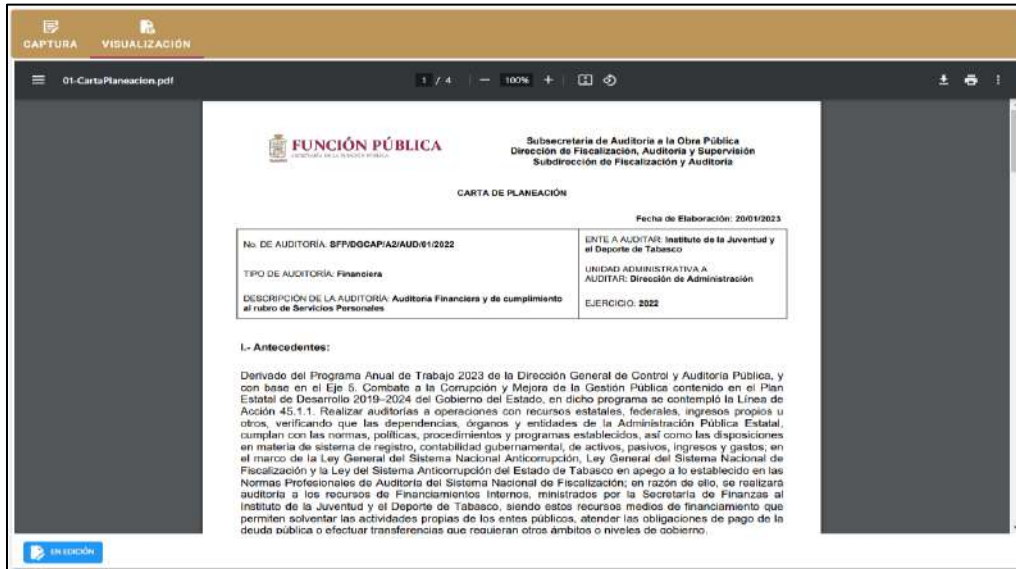 CAPTURA VISUALIZACIÓN
01-CartaPlaneacion.pdf 1 / 4 − 100% +
FUNCIÓN PÚBLICA
Subsecretaría de Auditoría a la Obra Pública
Dirección de Fiscalización, Auditoría y Supervisión
Subdirección de Fiscalización y Auditoría
CARTA DE PLANEACIÓN
Fecha de Elaboración: 20/01/2023
No. DE AUDITORÍA: SFP/DGCAP/A2/AUD/61/2022
TIPO DE AUDITORÍA: Financiera
DESCRIPCIÓN DE LA AUDITORÍA: Auditoría Financiera y de cumplimiento
al rubro de Servicios Personales
ENTE A AUDITAR: Instituto de la Juventud y
el Deporte de Tabasco
UNIDAD ADMINISTRATIVA A
AUDITAR: Dirección de Administración
EJERCICIO: 2022
I.- Antecedentes:
Derivado del Programa Anual de Trabajo 2023 de la Dirección General de Control y Auditoría Pública, y
con base en el Eje 5. Combate a la Corrupción y Mejora de la Gestión Pública contenido en el Plan
Estatal de Desarrollo 2019–2024 del Gobierno del Estado, en dicho programa se contempló la Línea de
Acción 45.1.1. Realizar auditorías a operaciones con recursos estatales, federales, ingresos propios u
otros, verificando que las dependencias, órganos y entidades de la Administración Pública Estatal,
cumplan con las normas, políticas, procedimientos y programas establecidos, así como las disposiciones
en materia de sistema de registro, contabilidad gubernamental, de activos, pasivos, ingresos y gastos; en
el marco de la Ley General del Sistema Nacional Anticorrupción, Ley General del Sistema Nacional de
Fiscalización y la Ley del Sistema Anticorrupción del Estado de Tabasco en apego a lo establecido en las
Normas Profesionales de Auditoría del Sistema Nacional de Fiscalización; en razón de ello, se realizará
auditoría a los recursos de Financiamientos Internos, ministrados por la Secretaría de Finanzas al
Instituto de la Juventud y el Deporte de Tabasco, siendo estos recursos medios de financiamiento que
permiten solventar las actividades propias de los entes públicos, atender las obligaciones de pago de la
deuda pública o efectuar transferencias que requieran otros ámbitos o niveles de gobierno.
EN EDICIÓN